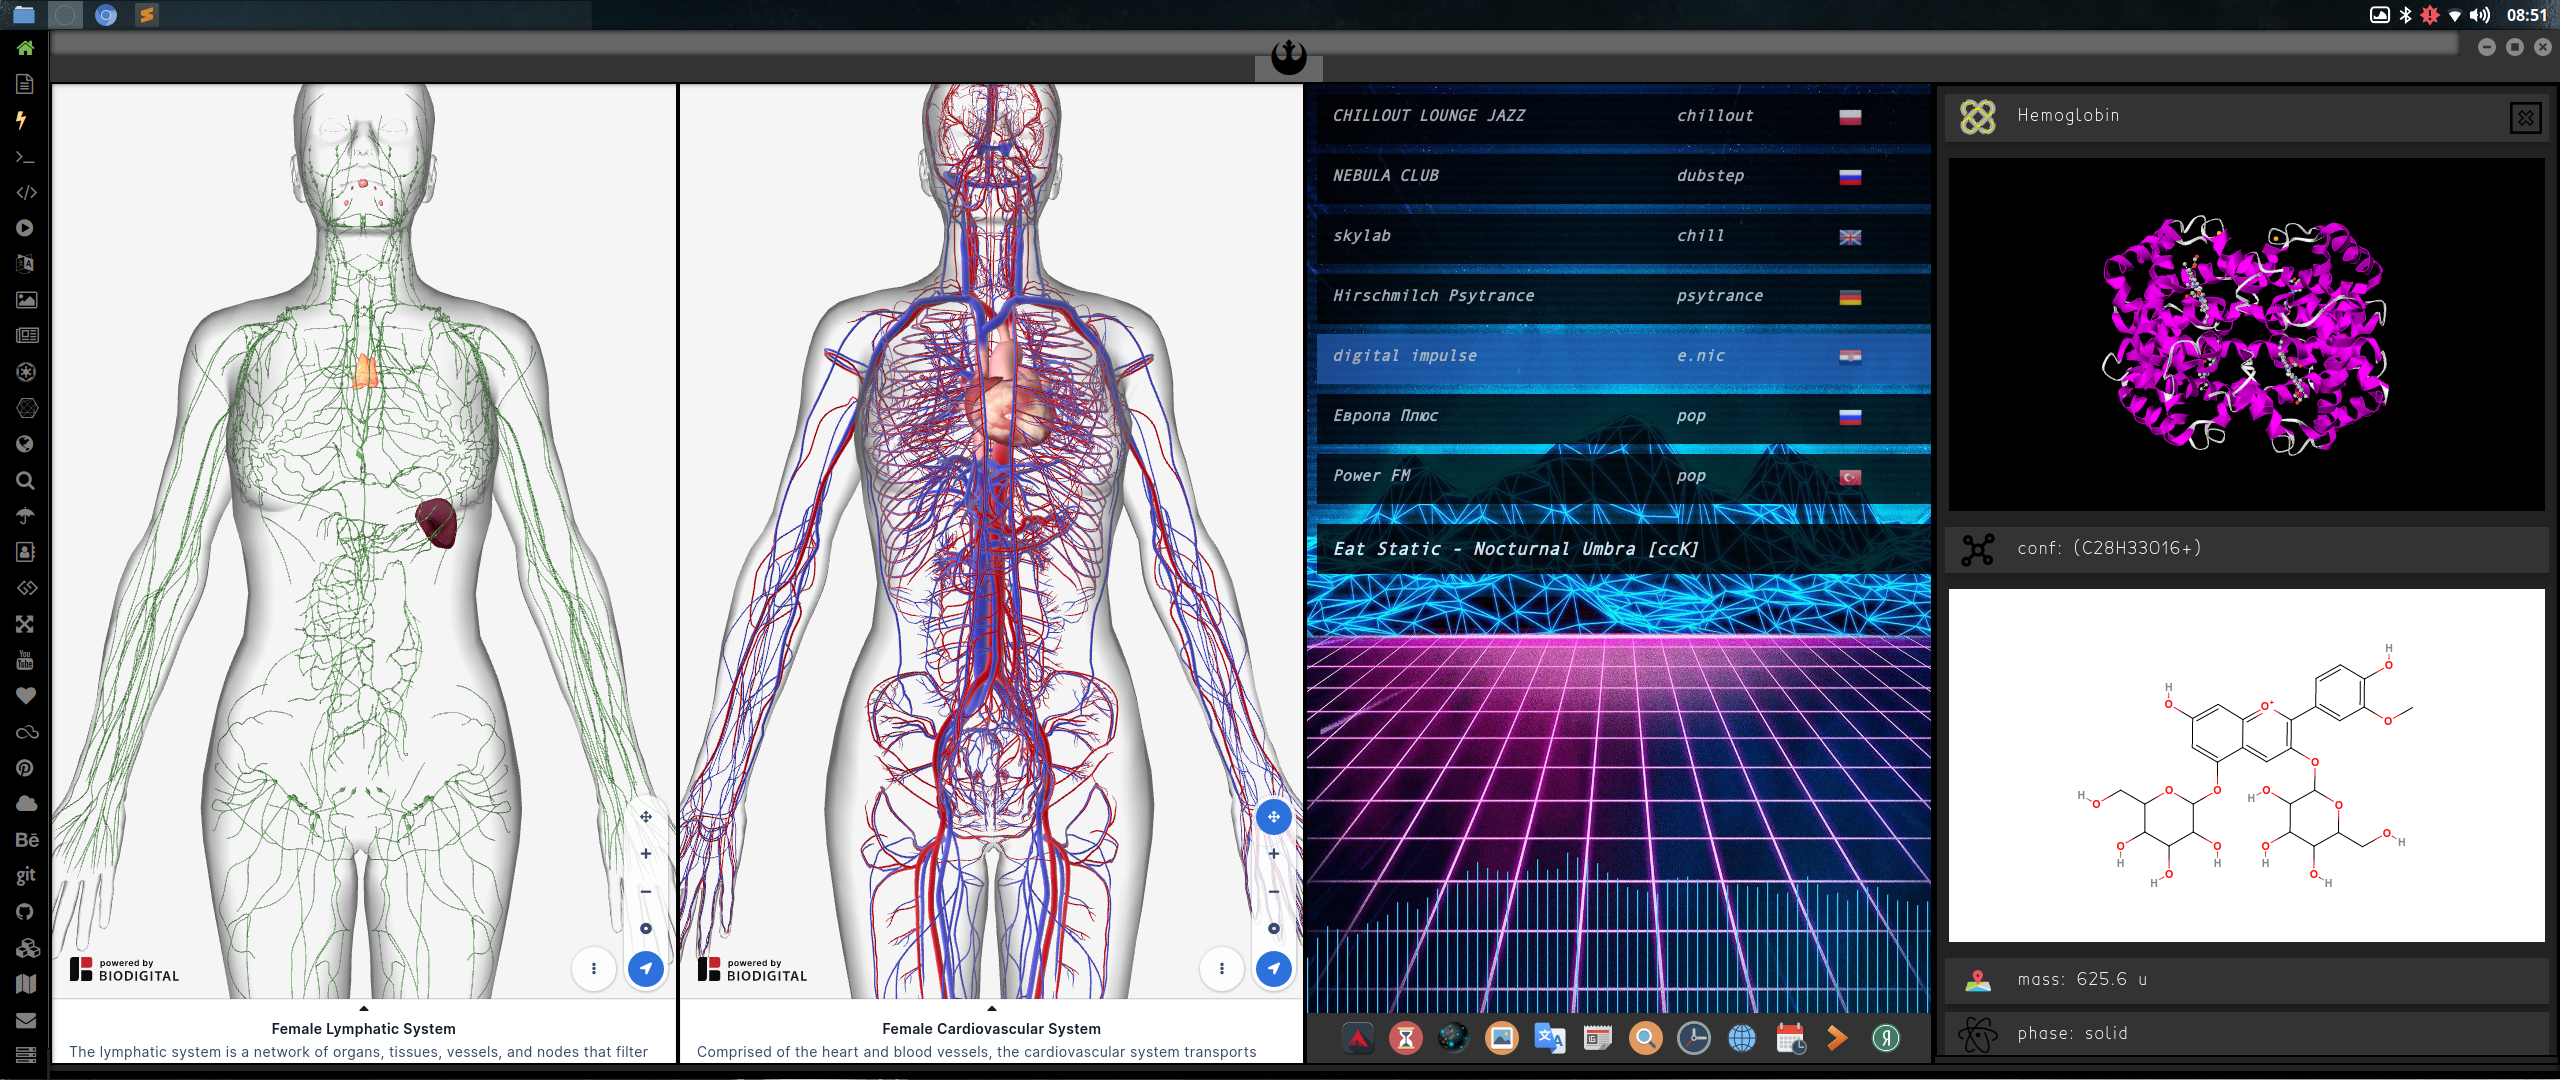 08:51
You
Tube
Bē
git
powered by
BIODIGITAL
Female Lymphatic System
The lymphatic system is a network of organs, tissues, vessels, and nodes that filter
powered by
BIODIGITAL
Female Cardiovascular System
Comprised of the heart and blood vessels, the cardiovascular system transports
CHILLOUT LOUNGE JAZZ chillout
NEBULA CLUB dubstep
skylab chill
Hirschmilch Psytrance psytrance
digital impulse e.nic
Европа Плюс pop
Power FM pop
Eat Static - Nocturnal Umbra [ccK]
Я
Hemoglobin
conf: (C28H33O16+)
H
O
H
O
O+
O
O
O
H
O
O
H
O
O
O
H
O
H
O
H
O
H
O
H
O
H
mass: 625.6 u
phase: solid